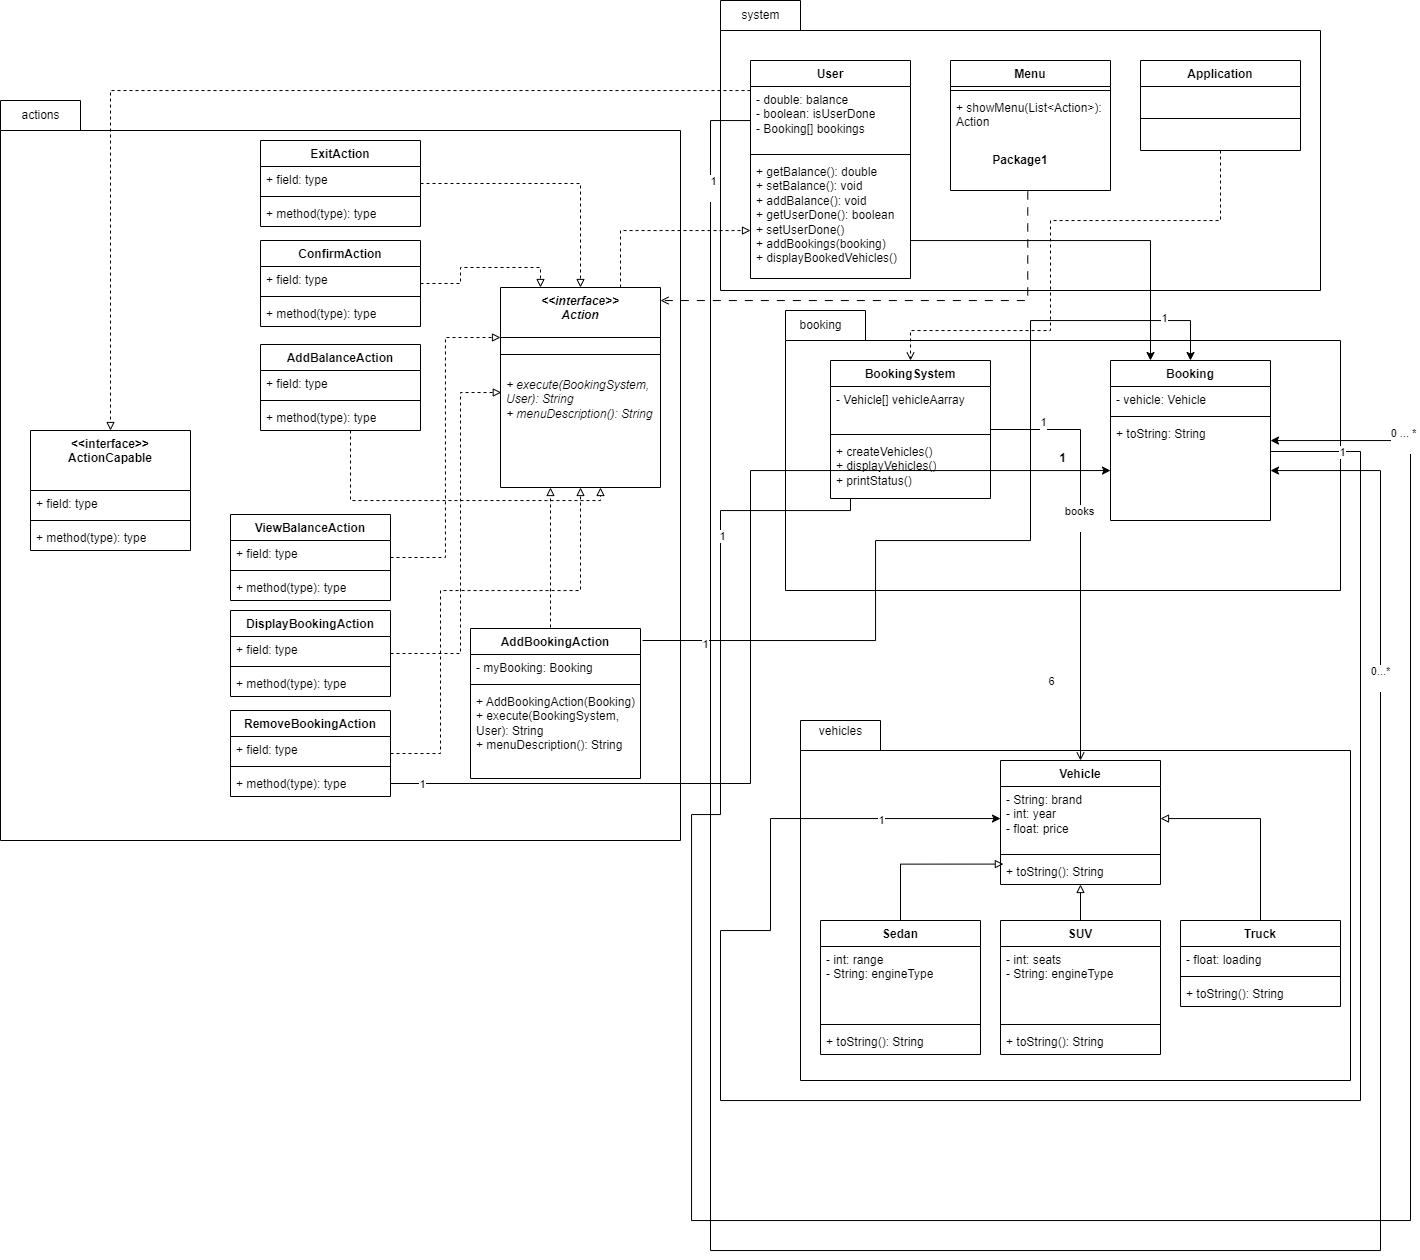 system
User
- double: balance
- boolean: isUserDone
- Booking[] bookings
+ getBalance(): double
+ setBalance(): void
+ addBalance(): void
+ getUserDone(): boolean
+ setUserDone()
+ addBookings(booking)
+ displayBookedVehicles()
Menu
+ showMenu(List<Action>):
Action
Package1
Application
1
actions
ExitAction
+ field: type
+ method(type): type
ConfirmAction
+ field: type
+ method(type): type
AddBalanceAction
+ field: type
+ method(type): type
<<interface>>
Action
+ execute(BookingSystem,
User): String
+ menuDescription(): String
<<interface>>
ActionCapable
+ field: type
+ method(type): type
ViewBalanceAction
+ field: type
+ method(type): type
DisplayBookingAction
+ field: type
+ method(type): type
RemoveBookingAction
+ field: type
+ method(type): type
1
AddBookingAction
- myBooking: Booking
+ AddBookingAction(Booking)
+ execute(BookingSystem,
User): String
+ menuDescription(): String
1
booking
1
BookingSystem
- Vehicle[] vehicleAarray
+ createVehicles()
+ displayVehicles()
+ printStatus()
1
1
1
books
6
Booking
- vehicle: Vehicle
+ toString: String
0 ... *
1
0...*
vehicles
Vehicle
- String: brand
- int: year
- float: price
+ toString(): String
1
Sedan
- int: range
- String: engineType
+ toString(): String
SUV
- int: seats
- String: engineType
+ toString(): String
Truck
- float: loading
+ toString(): String